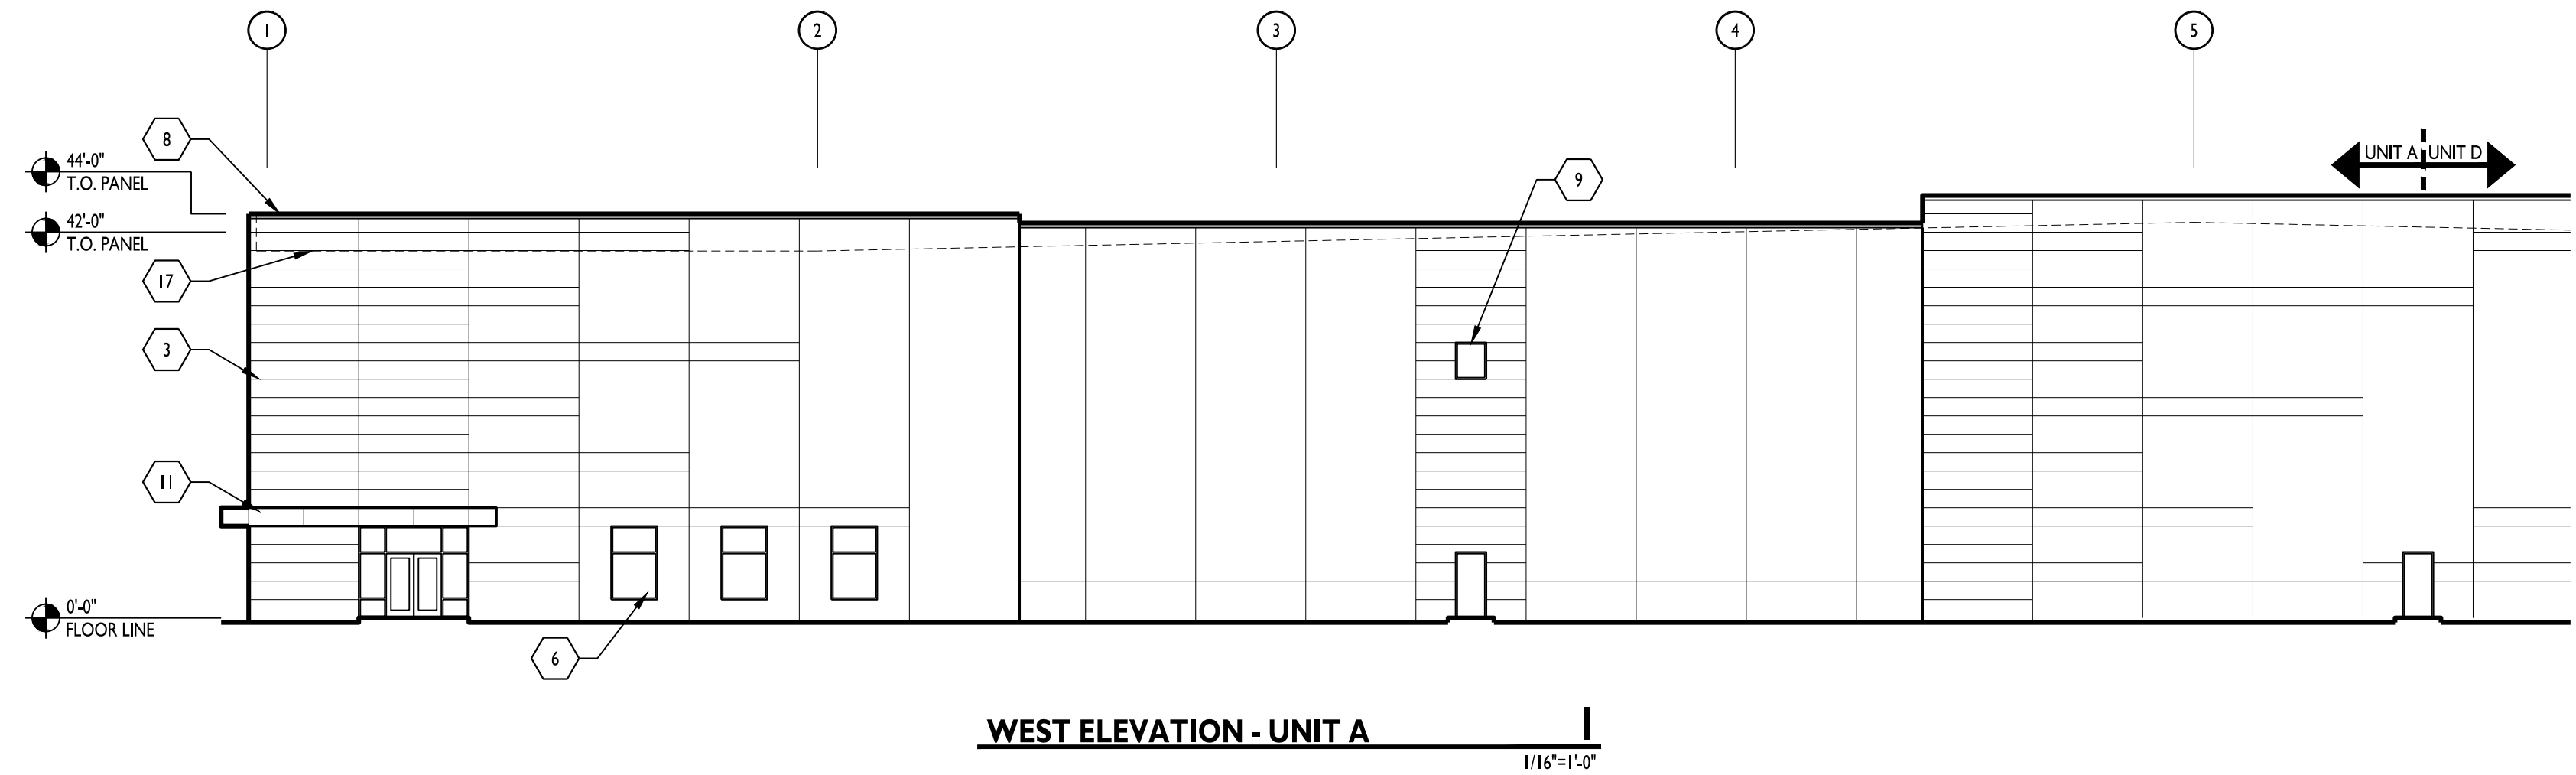 1 2 3 4 5
8
44'-0"
T.O. PANEL
42'-0"
T.O. PANEL
9
UNIT A UNIT D
17
3
11
0'-0"
FLOOR LINE
6
WEST ELEVATION - UNIT A 1
1/16"=1'-0"